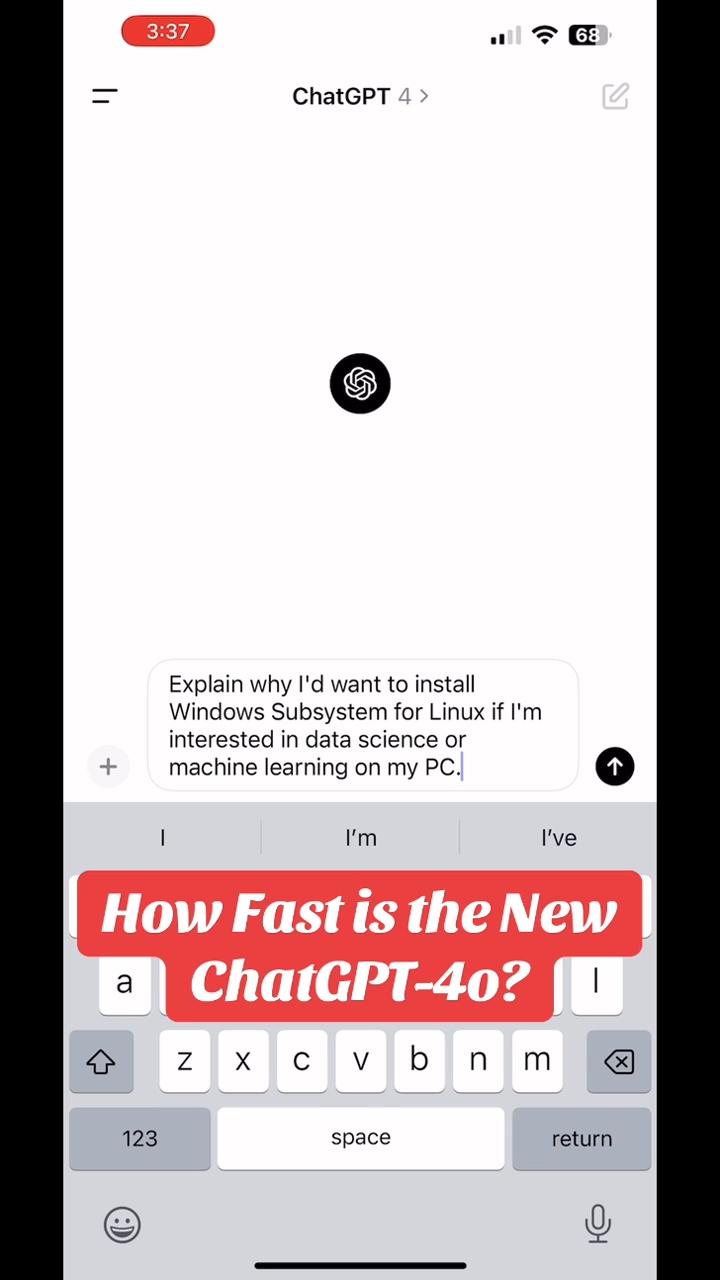 3:37
68
ChatGPT 4 >
Explain why I'd want to install
Windows Subsystem for Linux if I'm
interested in data science or
machine learning on my PC.
I I’m I’ve
How Fast is the New
ChatGPT-4o?
a l
z x c v b n m
123 space return